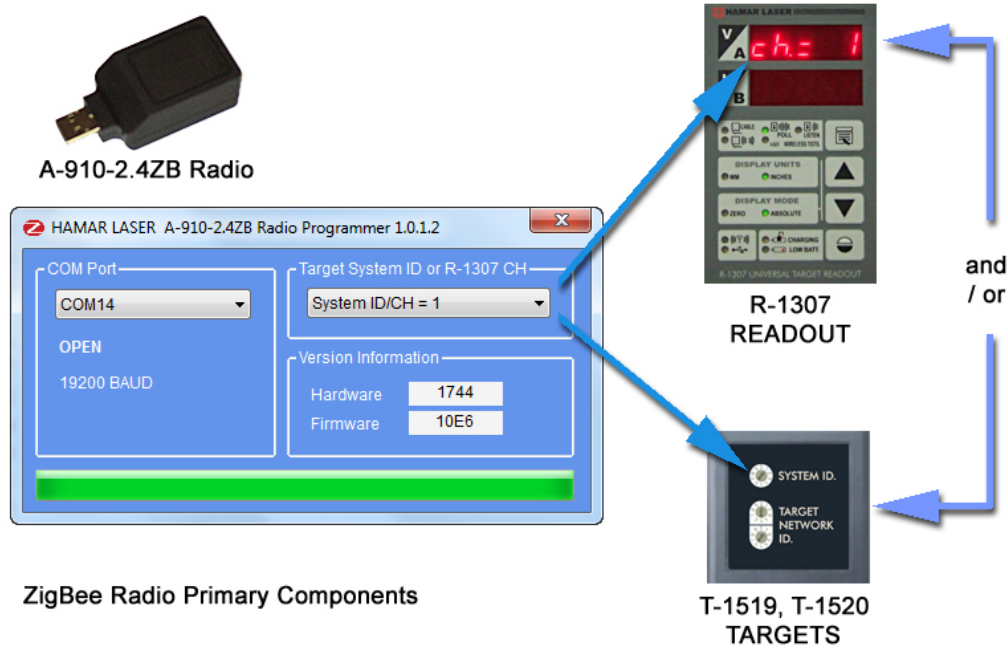 A-910-2.4ZB Radio
HAMAR LASER A-910-2.4ZB Radio Programmer 1.0.1.2
x
COM Port
COM14
OPEN
19200 BAUD
Target System ID or R-1307 CH
System ID/CH = 1
Version Information
Hardware 1744
Firmware 10E6
ZigBee Radio Primary Components
HAMAR LASER
V
A
ch.= 1
B
CABLE
POLL
LISTEN
WIRELESS TGTS.
DISPLAY UNITS
MM INCHES
DISPLAY MODE
ZERO ABSOLUTE
CHARGING
LOW BATT.
R-1307 UNIVERSAL TARGET READOUT
R-1307
READOUT
and
/ or
SYSTEM ID.
TARGET
NETWORK
ID.
T-1519, T-1520
TARGETS